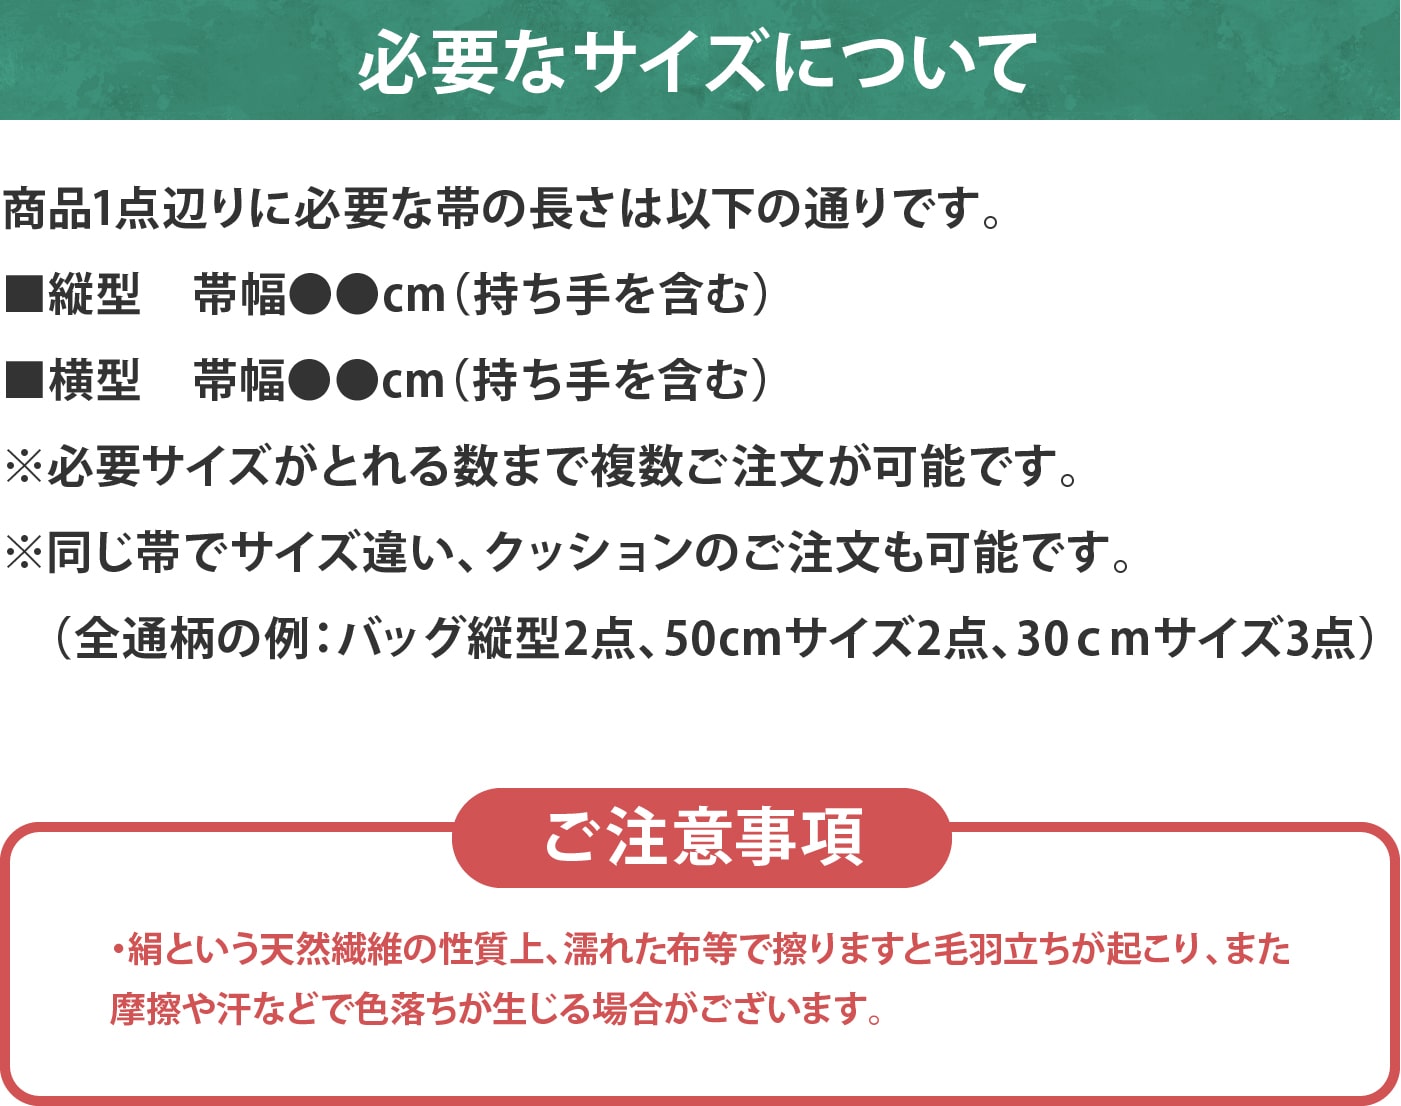 必要なサイズについて
商品1点辺りに必要な帯の長さは以下の通りです。
■縦型　帯幅●●cm（持ち手を含む）
■横型　帯幅●●cm（持ち手を含む）
※必要サイズがとれる数まで複数ご注文が可能です。
※同じ帯でサイズ違い、クッションのご注文も可能です。
（全通柄の例：バッグ縦型2点、50cmサイズ2点、30ｃｍサイズ3点）
ご注意事項
・絹という天然繊維の性質上、濡れた布等で擦りますと毛羽立ちが起こり、また
摩擦や汗などで色落ちが生じる場合がございます。